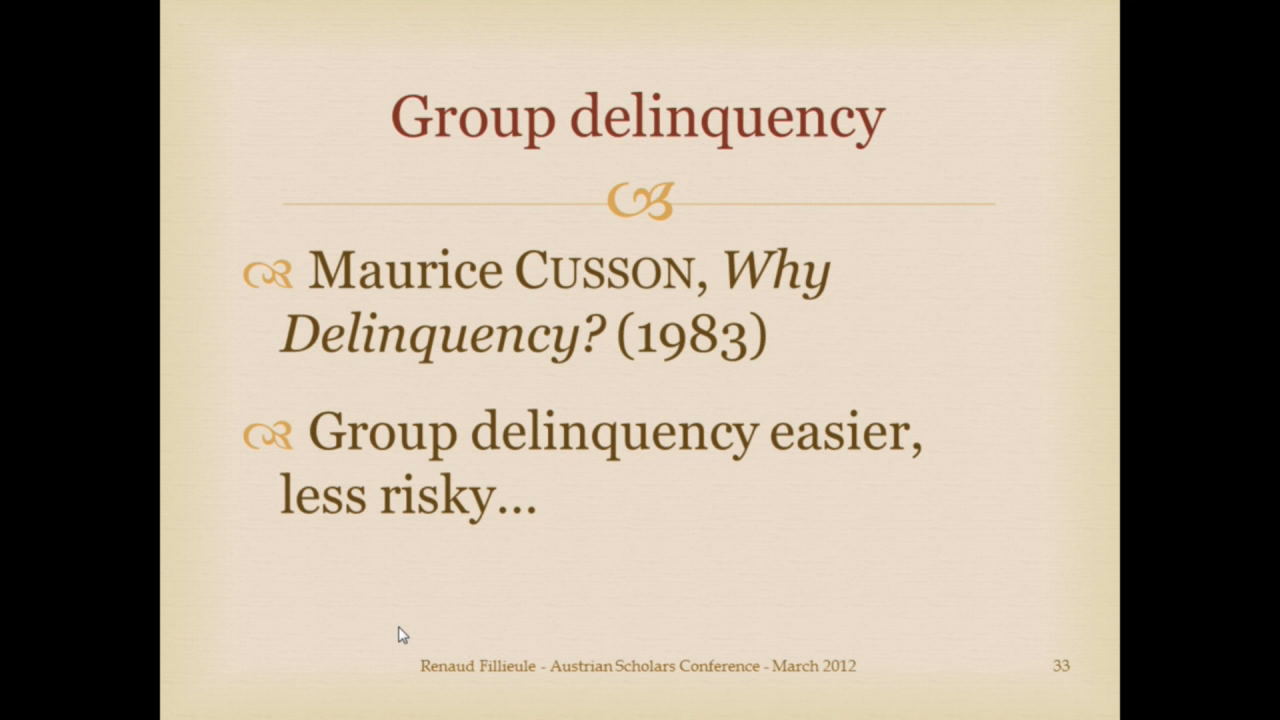 Group delinquency
Maurice CUSSON, Why
Delinquency? (1983)
Group delinquency easier,
less risky...
Renaud Fillieule - Austrian Scholars Conference - March 2012
33